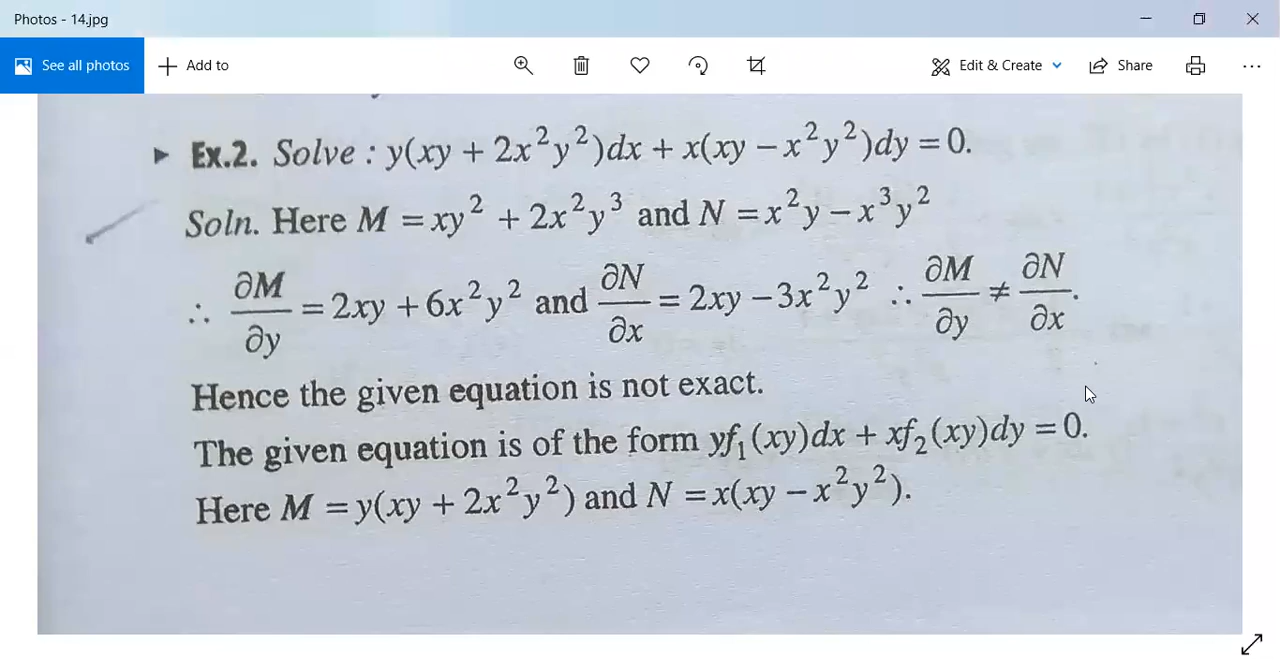 Photos - 14.jpg
See all photos
Add to
Edit & Create
Share
Ex.2. Solve : y(xy + 2x²y²)dx + x(xy − x²y²)dy = 0.
Soln. Here M = xy² + 2x²y³ and N = x²y − x³y²
∴ ∂M/∂y = 2xy + 6x²y² and ∂N/∂x = 2xy − 3x²y² ∴ ∂M/∂y ≠ ∂N/∂x.
Hence the given equation is not exact.
The given equation is of the form yf₁(xy)dx + xf₂(xy)dy = 0.
Here M = y(xy + 2x²y²) and N = x(xy − x²y²).